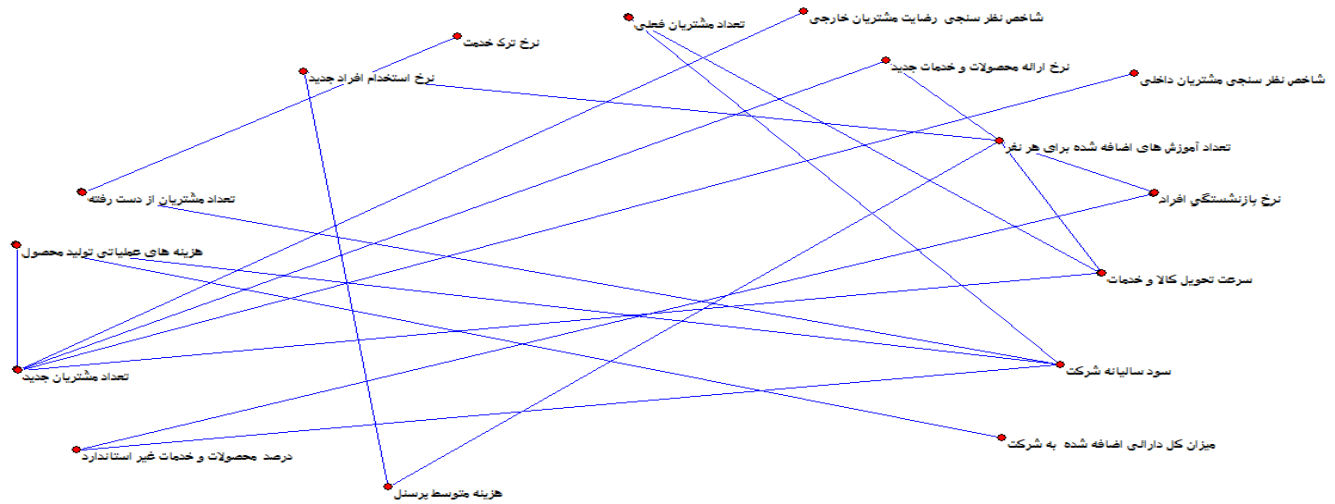 شاخص نظر سنجی رضایت مشتریان خارجی
تعداد مشتریان فعلی
نرخ ترک خدمت
نرخ ارائه محصولات و خدمات جدید
نرخ استخدام افراد جدید
شاخص نظر سنجی مشتریان داخلی
تعداد آموزش های اضافه شده برای هر نفر
نرخ بازنشستگی افراد
تعداد مشتریان از دست رفته
هزینه های عملیاتی تولید محصول
سرعت تحویل کالا و خدمات
سود سالیانه شرکت
تعداد مشتریان جدید
میزان کل دارائی اضافه شده به شرکت
درصد محصولات و خدمات غیر استاندارد
هزینه متوسط پرسنل